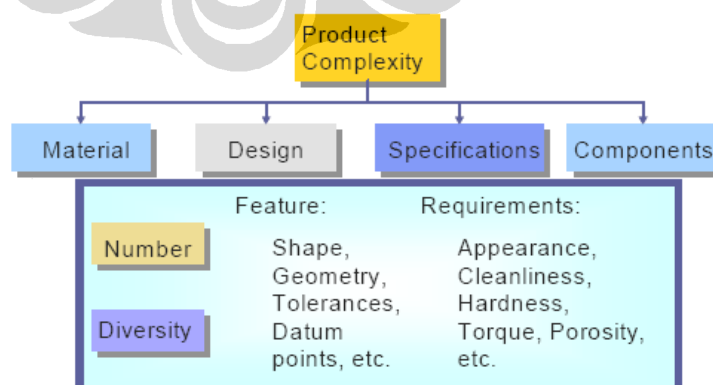 Product
Complexity
Material
Design
Specifications
Components
Feature:
Requirements:
Number
Shape,
Geometry,
Tolerances,
Datum
points, etc.
Appearance,
Cleanliness,
Hardness,
Torque, Porosity,
etc.
Diversity